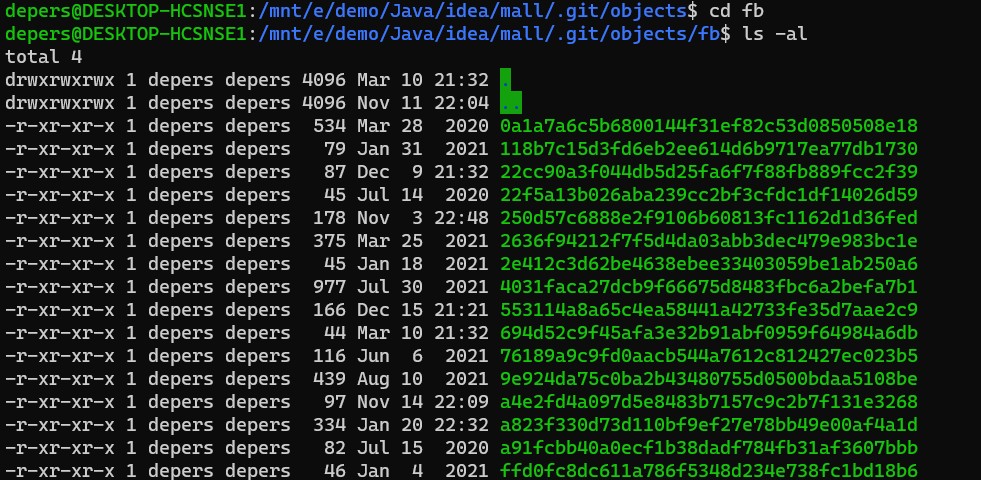 depers@DESKTOP-HCSNSE1:/mnt/e/demo/Java/idea/mall/.git/objects$ cd fb
depers@DESKTOP-HCSNSE1:/mnt/e/demo/Java/idea/mall/.git/objects/fb$ ls -al
total 4
drwxrwxrwx 1 depers depers 4096 Mar 10 21:32 .
drwxrwxrwx 1 depers depers 4096 Nov 11 22:04 ..
-r-xr-xr-x 1 depers depers  534 Mar 28  2020 0a1a7a6c5b6800144f31ef82c53d0850508e18
-r-xr-xr-x 1 depers depers   79 Jan 31  2021 118b7c15d3fd6eb2ee614d6b9717ea77db1730
-r-xr-xr-x 1 depers depers   87 Dec  9 21:32 22cc90a3f044db5d25fa6f7f88fb889fcc2f39
-r-xr-xr-x 1 depers depers   45 Jul 14  2020 22f5a13b026aba239cc2bf3cfdc1df14026d59
-r-xr-xr-x 1 depers depers  178 Nov  3 22:48 250d57c6888e2f9106b60813fc1162d1d36fed
-r-xr-xr-x 1 depers depers  375 Mar 25  2021 2636f94212f7f5d4da03abb3dec479e983bc1e
-r-xr-xr-x 1 depers depers   45 Jan 18  2021 2e412c3d62be4638ebee33403059be1ab250a6
-r-xr-xr-x 1 depers depers  977 Jul 30  2021 4031faca27dcb9f66675d8483fbc6a2befa7b1
-r-xr-xr-x 1 depers depers  166 Dec 15 21:21 553114a8a65c4ea58441a42733fe35d7aae2c9
-r-xr-xr-x 1 depers depers   44 Mar 10 21:32 694d52c9f45afa3e32b91abf0959f64984a6db
-r-xr-xr-x 1 depers depers  116 Jun  6  2021 76189a9c9fd0aacb544a7612c812427ec023b5
-r-xr-xr-x 1 depers depers  439 Aug 10  2021 9e924da75c0ba2b43480755d0500bdaa5108be
-r-xr-xr-x 1 depers depers   97 Nov 14 22:09 a4e2fd4a097d5e8483b7157c9c2b7f131e3268
-r-xr-xr-x 1 depers depers  334 Jan 20 22:32 a823f330d73d110bf9ef27e78bb49e00af4a1d
-r-xr-xr-x 1 depers depers   82 Jul 15  2020 a91fcbb40a0ecf1b38dadf784fb31af3607bbb
-r-xr-xr-x 1 depers depers   46 Jan  4  2021 ffd0fc8dc611a786f5348d234e738fc1bd18b6